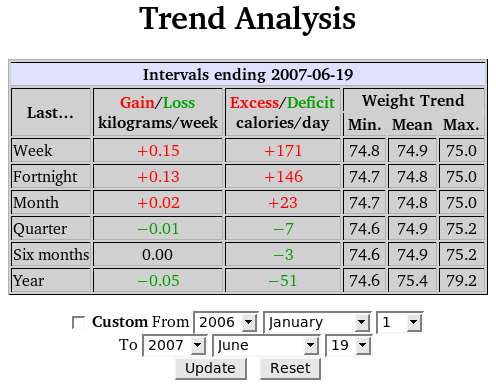 Trend Analysis
Intervals ending 2007-06-19
Last... Gain/Loss kilograms/week Excess/Deficit calories/day Weight Trend
Min. Mean Max.
Week +0.15 +171 74.8 74.9 75.0
Fortnight +0.13 +146 74.7 74.8 75.0
Month +0.02 +23 74.7 74.8 75.0
Quarter −0.01 −7 74.6 74.9 75.2
Six months 0.00 −3 74.6 74.9 75.2
Year −0.05 −51 74.6 75.4 79.2
Custom From 2006 January 1
To 2007 June 19
Update Reset